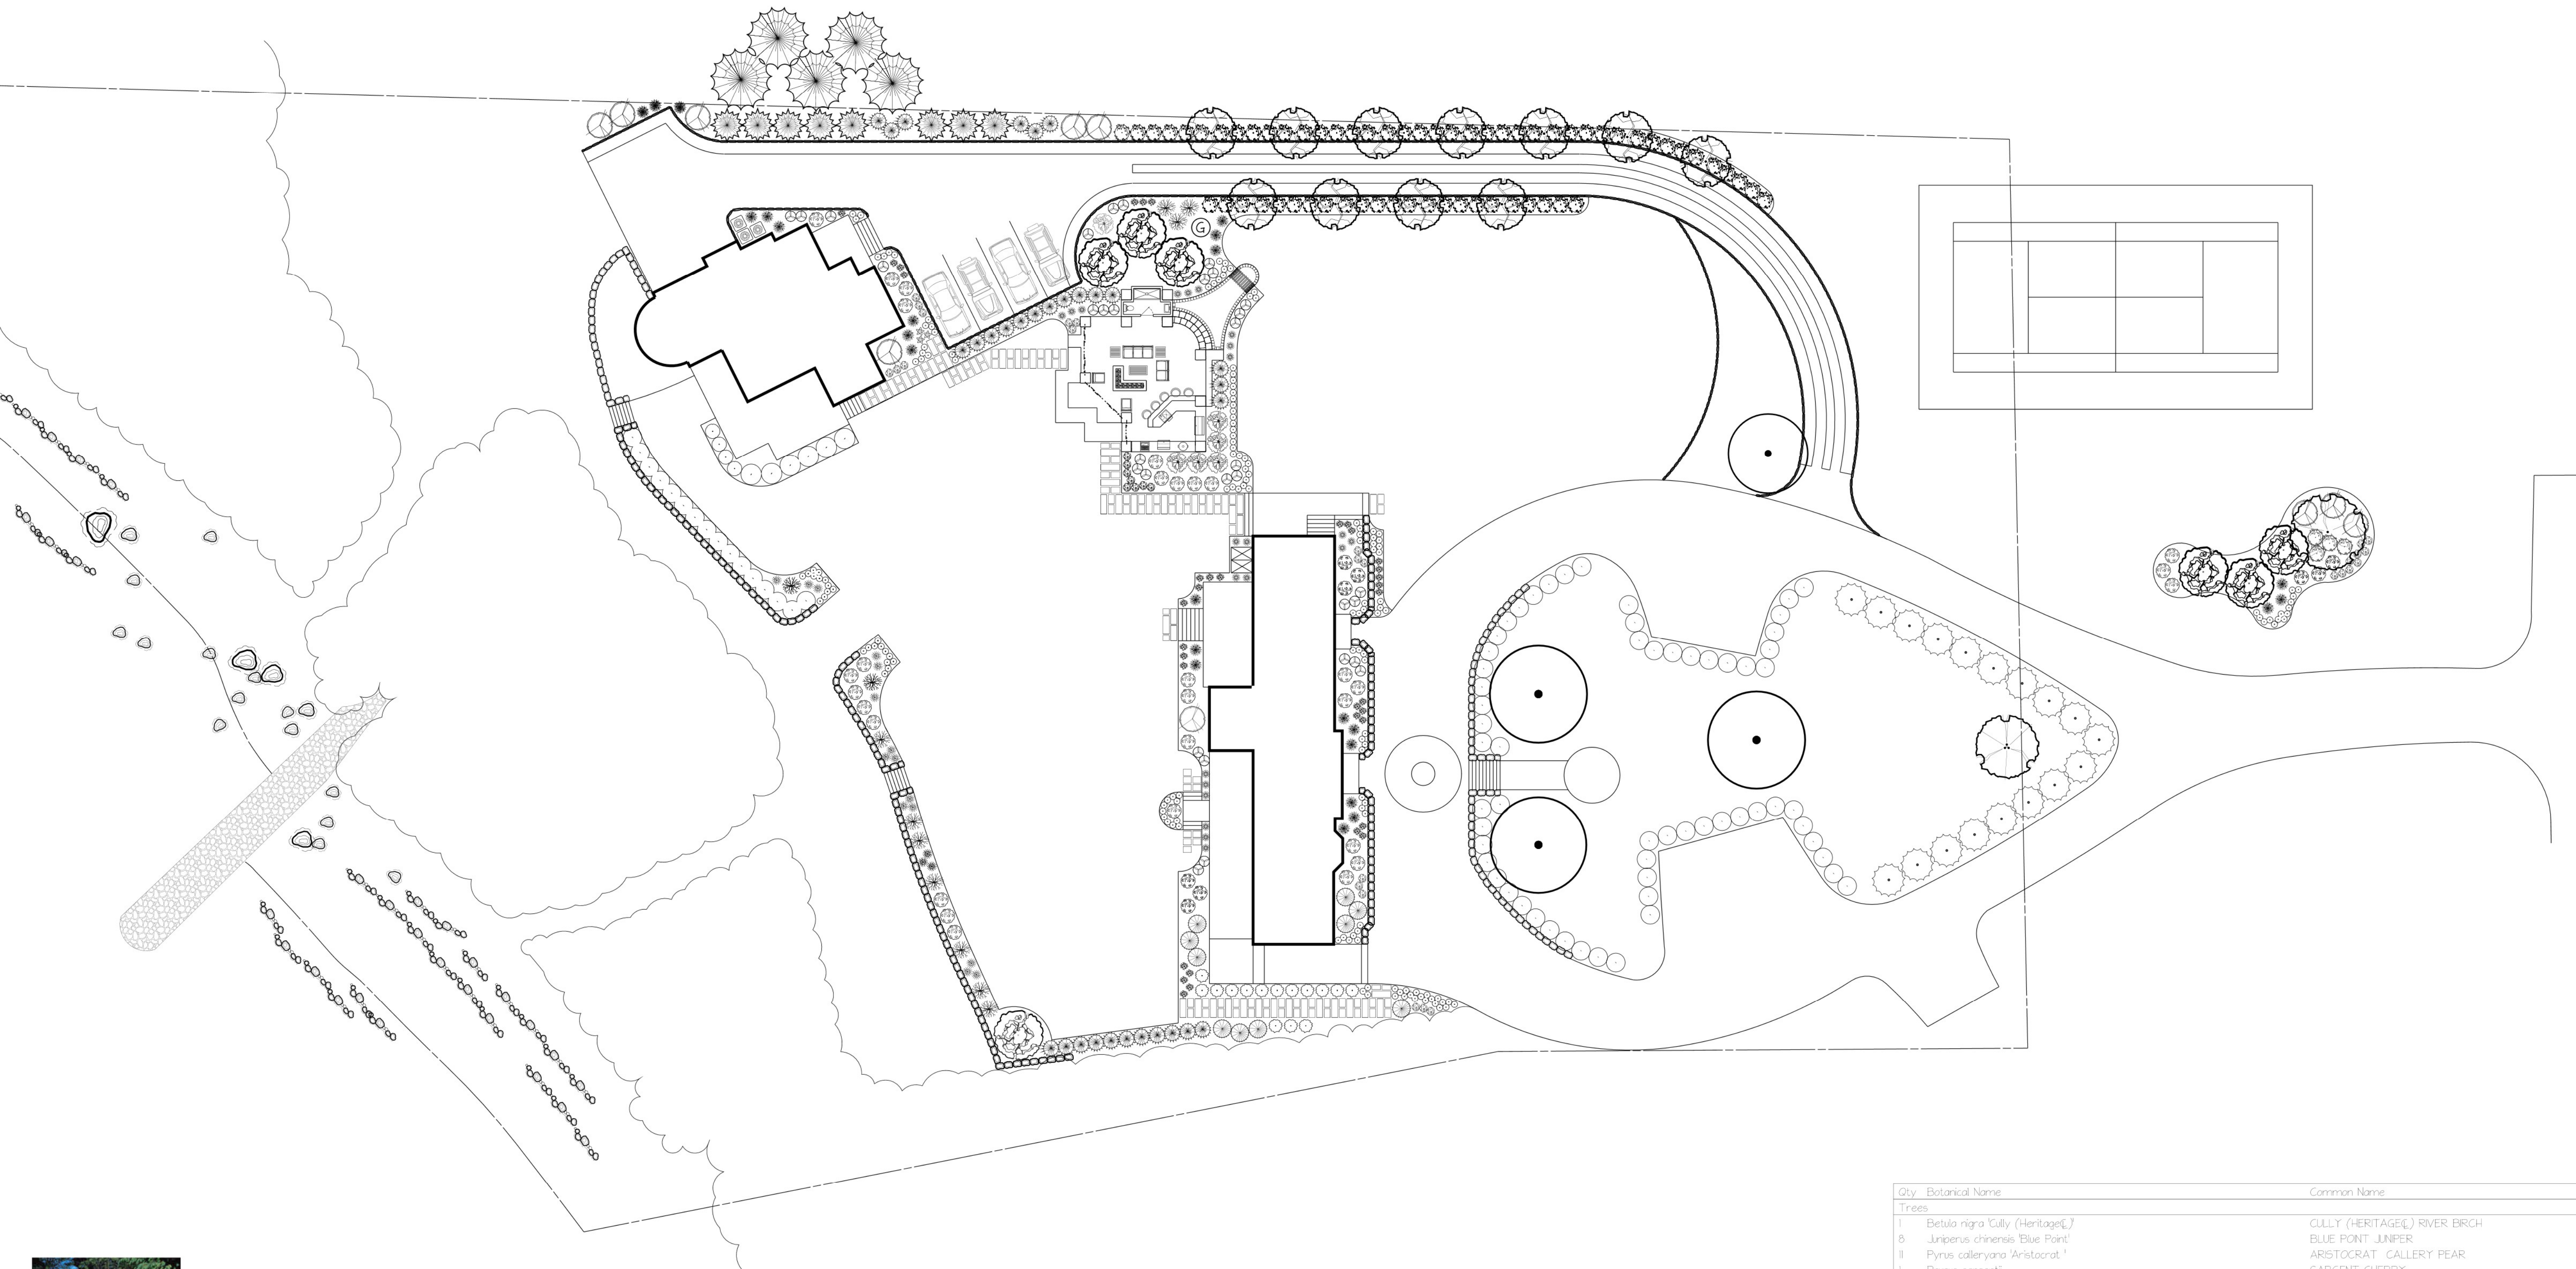 G
Qty Botanical Name Common Name
Trees
1 Betula nigra 'Cully (Heritage£)' CULLY (HERITAGE£) RIVER BIRCH
8 Juniperus chinensis 'Blue Point' BLUE POINT JUNIPER
11 Pyrus calleryana 'Aristocrat ' ARISTOCRAT CALLERY PEAR